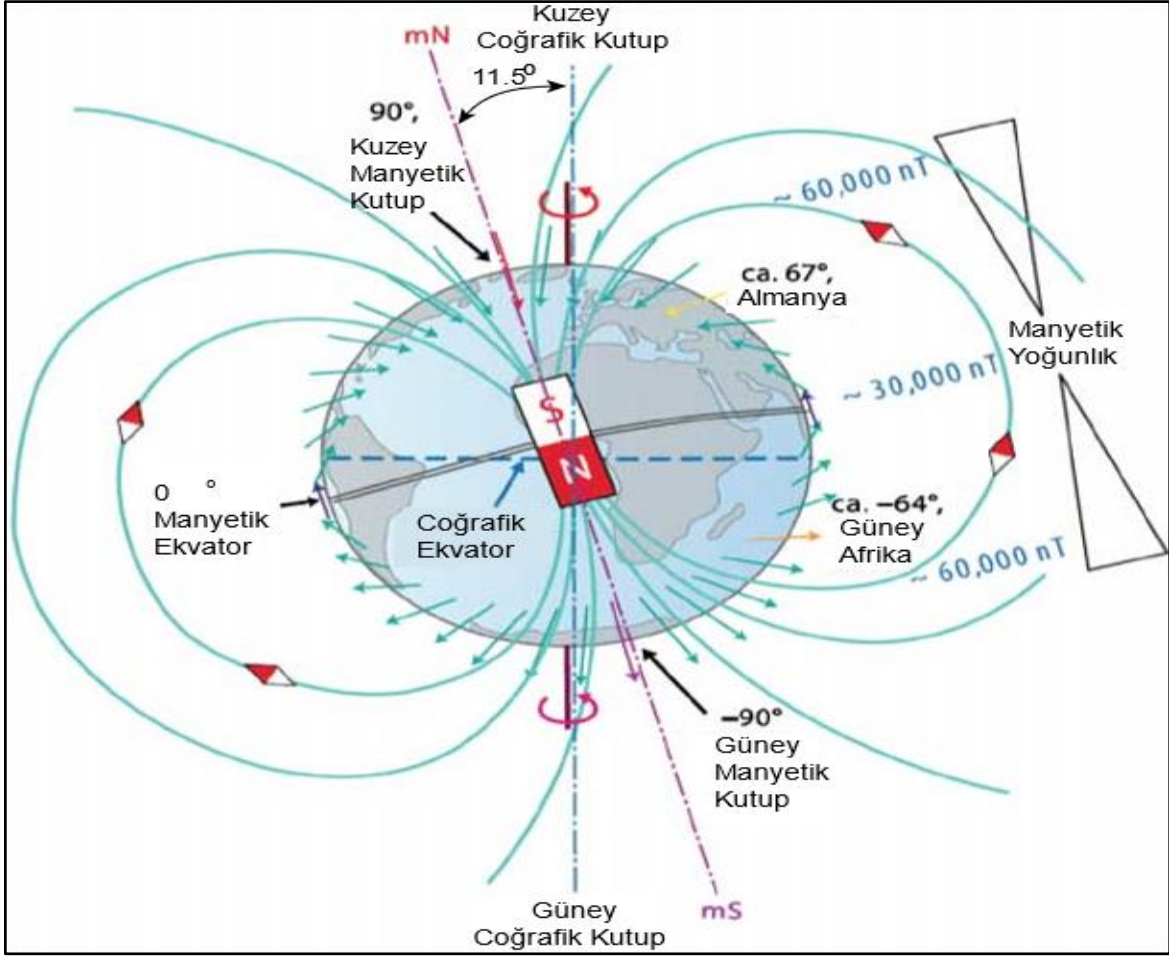 Kuzey
Coğrafik Kutup
mN
11.5º
90°,
Kuzey
Manyetik
Kutup
~ 60,000 nT
ca. 67°,
Almanya
Manyetik
Yoğunlık
~ 30,000 nT
S
N
0 °
Manyetik
Ekvator
Coğrafik
Ekvator
ca. –64°,
Güney
Afrika
~ 60,000 nT
–90°
Güney
Manyetik
Kutup
mS
Güney
Coğrafik Kutup